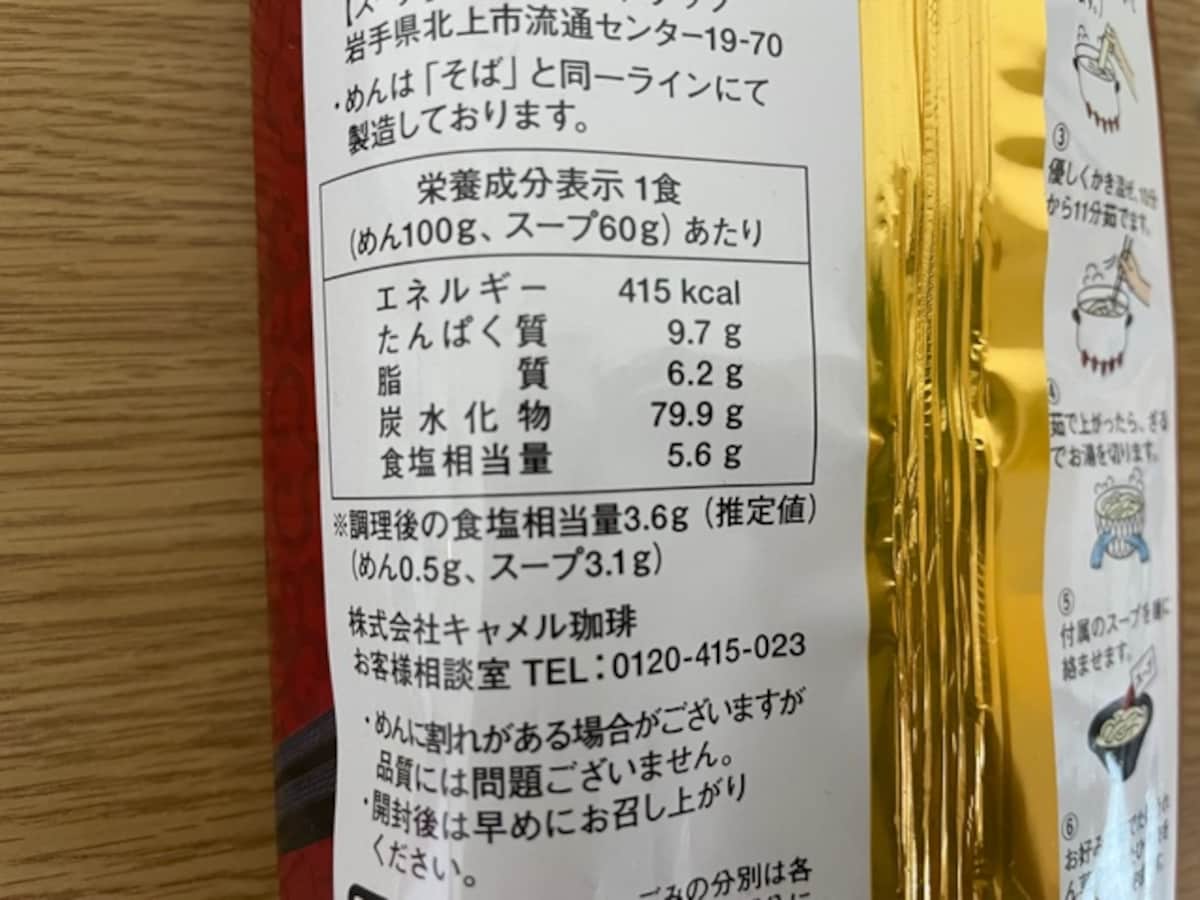 岩手県北上市流通センター19-70
・めんは「そば」と同一ラインにて
製造しております。
栄養成分表示 1食
(めん100g、スープ60g) あたり
エネルギー 415 kcal
たんぱく質 9.7 g
脂質 6.2 g
炭水化物 79.9 g
食塩相当量 5.6 g
※調理後の食塩相当量3.6g (推定値)
(めん0.5g、スープ3.1g)
株式会社キャメル珈琲
お客様相談室 TEL:0120-415-023
・めんに割れがある場合がございますが
品質には問題ございません。
・開封後は早めにお召し上がり
ください。
ごみの分別は各
③
優しくかき混ぜ、10分
から11分茹でます。
④
茹で上がったら、ざる
でお湯を切ります。
⑤
付属のスープを麺に
絡ませます。
スープ
⑥
お好み